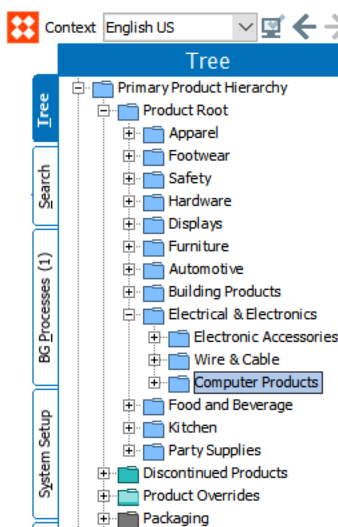 Context English US
Tree
Tree
Search
BG Processes (1)
System Setup
Primary Product Hierarchy
Product Root
Apparel
Footwear
Safety
Hardware
Displays
Furniture
Automotive
Building Products
Electrical & Electronics
Electronic Accessories
Wire & Cable
Computer Products
Food and Beverage
Kitchen
Party Supplies
Discontinued Products
Product Overrides
Packaging